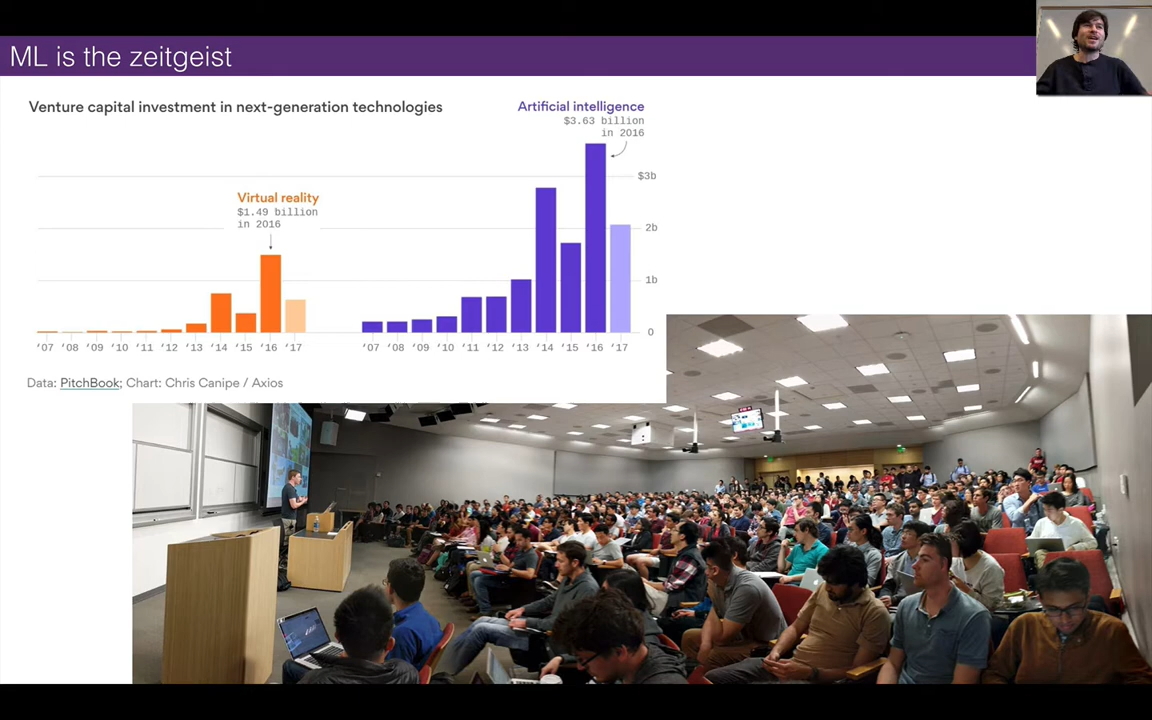 ML is the zeitgeist
Venture capital investment in next-generation technologies
Artificial intelligence
$3.63 billion
in 2016
Virtual reality
$1.49 billion
in 2016
$3b
2b
1b
0
‘07 ‘08 ‘09 ‘10 ‘11 ‘12 ‘13 ‘14 ‘15 ‘16 ‘17
‘07 ‘08 ‘09 ‘10 ‘11 ‘12 ‘13 ‘14 ‘15 ‘16 ‘17
Data: PitchBook; Chart: Chris Canipe / Axios